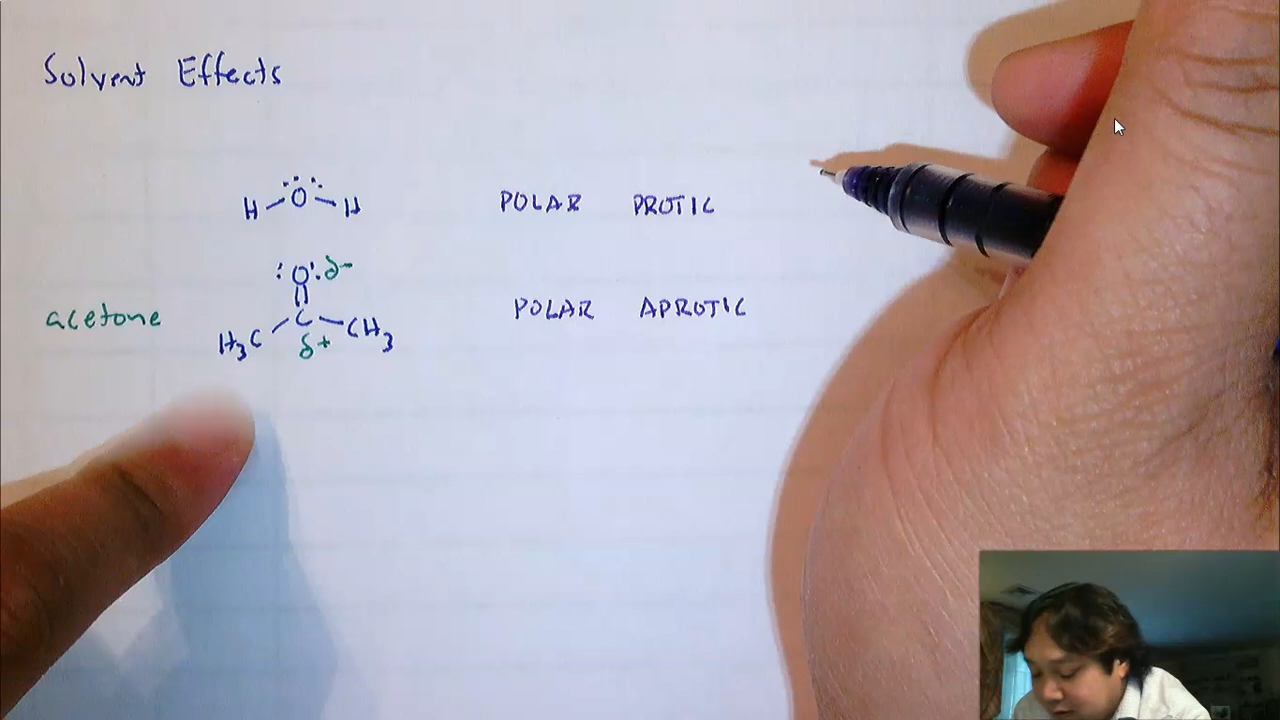 Solvent Effects
H – Ö – H POLAR PROTIC
:O: δ-
acetone H3C C CH3 POLAR APROTIC
δ+